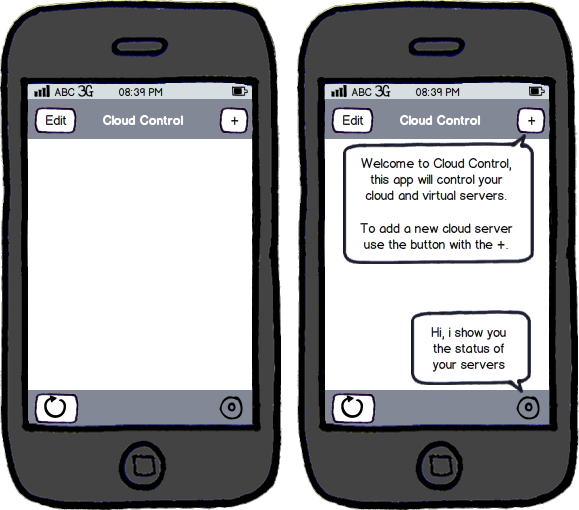 ABC 3G 08:39 PM
Edit Cloud Control +
ABC 3G 08:39 PM
Edit Cloud Control +
Welcome to Cloud Control,
this app will control your
cloud and virtual servers.
To add a new cloud server
use the button with the +.
Hi, i show you
the status of
your servers